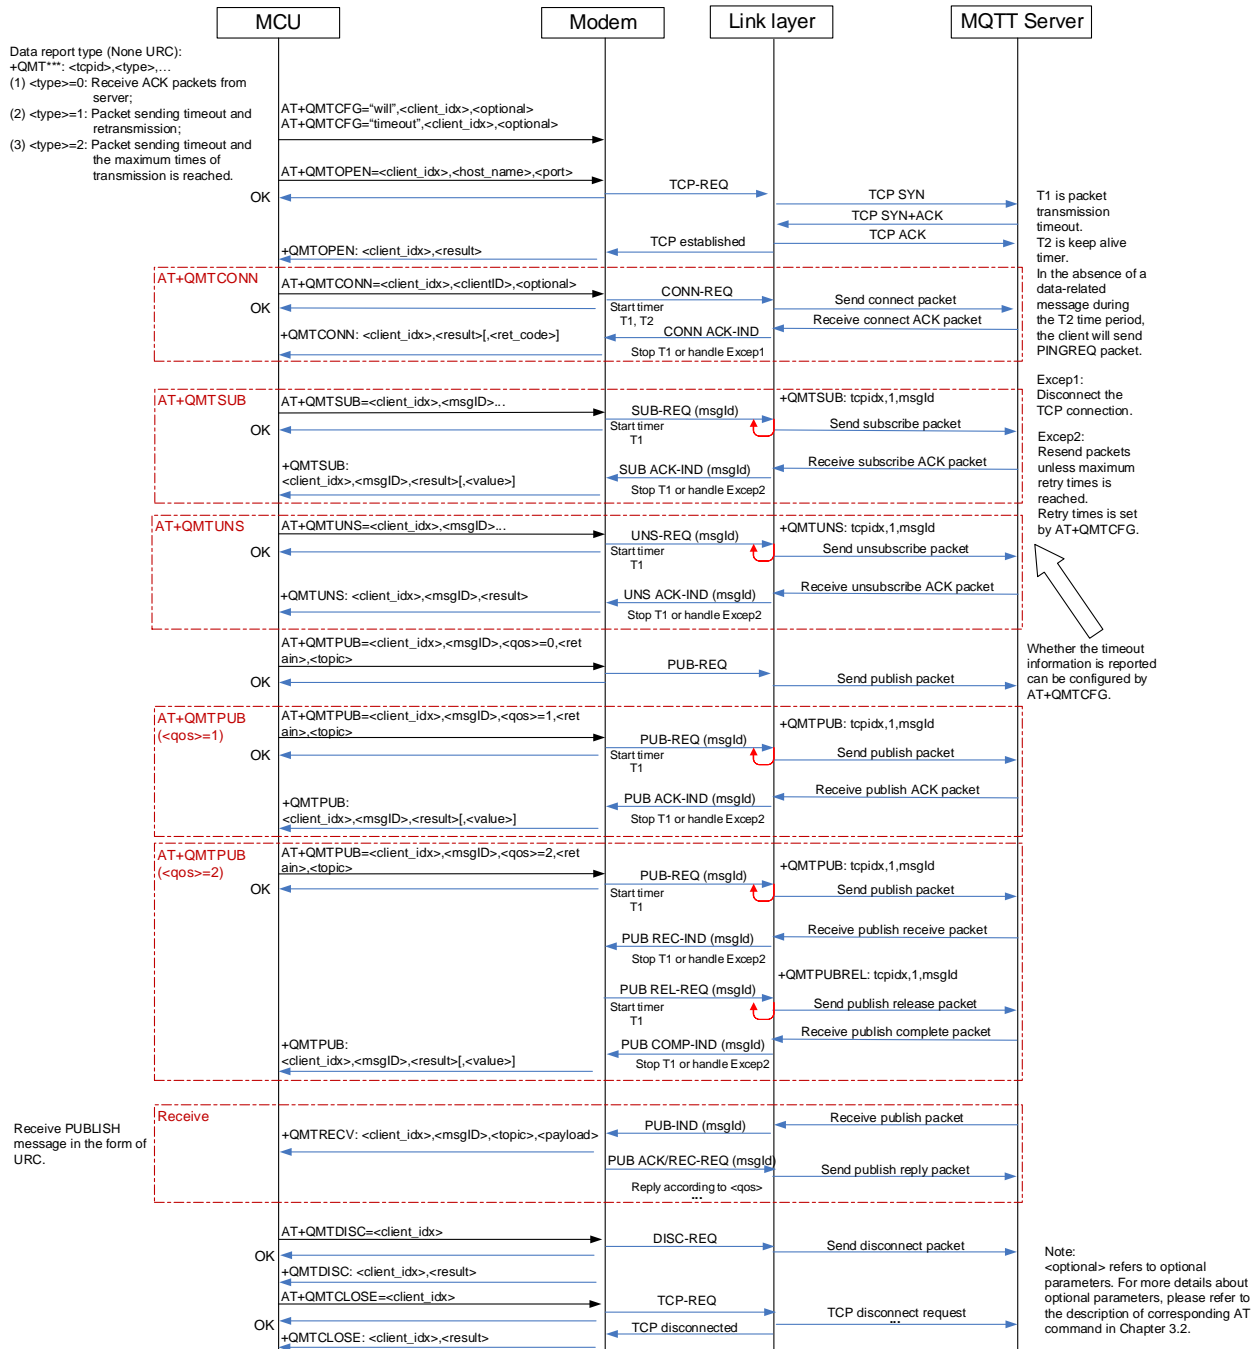 MCU
Modem
Link layer
MQTT Server
Data report type (None URC):
+QMT***: <tcpid>,<type>,...
(1) <type>=0: Receive ACK packets from
server;
(2) <type>=1: Packet sending timeout and
retransmission;
(3) <type>=2: Packet sending timeout and
the maximum times of
transmission is reached.
AT+QMTCFG=“will”,<client_idx>,<optional>
AT+QMTCFG=“timeout”,<client_idx>,<optional>
AT+QMTOPEN=<client_idx>,<host_name>,<port>
OK
TCP-REQ
TCP SYN
TCP SYN+ACK
TCP ACK
TCP established
+QMTOPEN: <client_idx>,<result>
T1 is packet
transmission
timeout.
T2 is keep alive
timer.
In the absence of a
data-related
message during
the T2 time period,
the client will send
PINGREQ packet.
AT+QMTCONN
AT+QMTCONN=<client_idx>,<clientID>,<optional>
OK
CONN-REQ
Start timer
T1, T2
Send connect packet
Receive connect ACK packet
CONN ACK-IND
+QMTCONN: <client_idx>,<result>[,<ret_code>]
Stop T1 or handle Excep1
Excep1:
Disconnect the
TCP connection.
Excep2:
Resend packets
unless maximum
retry times is
reached.
Retry times is set
by AT+QMTCFG.
AT+QMTSUB
AT+QMTSUB=<client_idx>,<msgID>...
OK
SUB-REQ (msgId)
Start timer
T1
+QMTSUB: tcpidx,1,msgId
Send subscribe packet
Receive subscribe ACK packet
SUB ACK-IND (msgId)
Stop T1 or handle Excep2
+QMTSUB:
<client_idx>,<msgID>,<result>[,<value>]
AT+QMTUNS
AT+QMTUNS=<client_idx>,<msgID>...
OK
UNS-REQ (msgId)
Start timer
T1
+QMTUNS: tcpidx,1,msgId
Send unsubscribe packet
Receive unsubscribe ACK packet
UNS ACK-IND (msgId)
Stop T1 or handle Excep2
+QMTUNS: <client_idx>,<msgID>,<result>
Whether the timeout
information is reported
can be configured by
AT+QMTCFG.
AT+QMTPUB=<client_idx>,<msgID>,<qos>=0,<ret
ain>,<topic>
OK
PUB-REQ
Send publish packet
AT+QMTPUB
(<qos>=1)
AT+QMTPUB=<client_idx>,<msgID>,<qos>=1,<ret
ain>,<topic>
OK
PUB-REQ (msgId)
Start timer
T1
+QMTPUB: tcpidx,1,msgId
Send publish packet
Receive publish ACK packet
PUB ACK-IND (msgId)
Stop T1 or handle Excep2
+QMTPUB:
<client_idx>,<msgID>,<result>[,<value>]
AT+QMTPUB
(<qos>=2)
AT+QMTPUB=<client_idx>,<msgID>,<qos>=2,<ret
ain>,<topic>
OK
PUB-REQ (msgId)
Start timer
T1
+QMTPUB: tcpidx,1,msgId
Send publish packet
Receive publish receive packet
PUB REC-IND (msgId)
Stop T1 or handle Excep2
+QMTPUBREL: tcpidx,1,msgId
PUB REL-REQ (msgId)
Start timer
T1
Send publish release packet
Receive publish complete packet
PUB COMP-IND (msgId)
Stop T1 or handle Excep2
+QMTPUB:
<client_idx>,<msgID>,<result>[,<value>]
Receive
Receive PUBLISH
message in the form of
URC.
Receive publish packet
PUB-IND (msgId)
+QMTRECV: <client_idx>,<msgID>,<topic>,<payload>
PUB ACK/REC-REQ (msgId)
Send publish reply packet
Reply according to <qos>
...
AT+QMTDISC=<client_idx>
OK
DISC-REQ
Send disconnect packet
+QMTDISC: <client_idx>,<result>
AT+QMTCLOSE=<client_idx>
OK
TCP-REQ
TCP disconnect request
...
TCP disconnected
+QMTCLOSE: <client_idx>,<result>
Note:
<optional> refers to optional
parameters. For more details about
optional parameters, please refer to
the description of corresponding AT
command in Chapter 3.2.